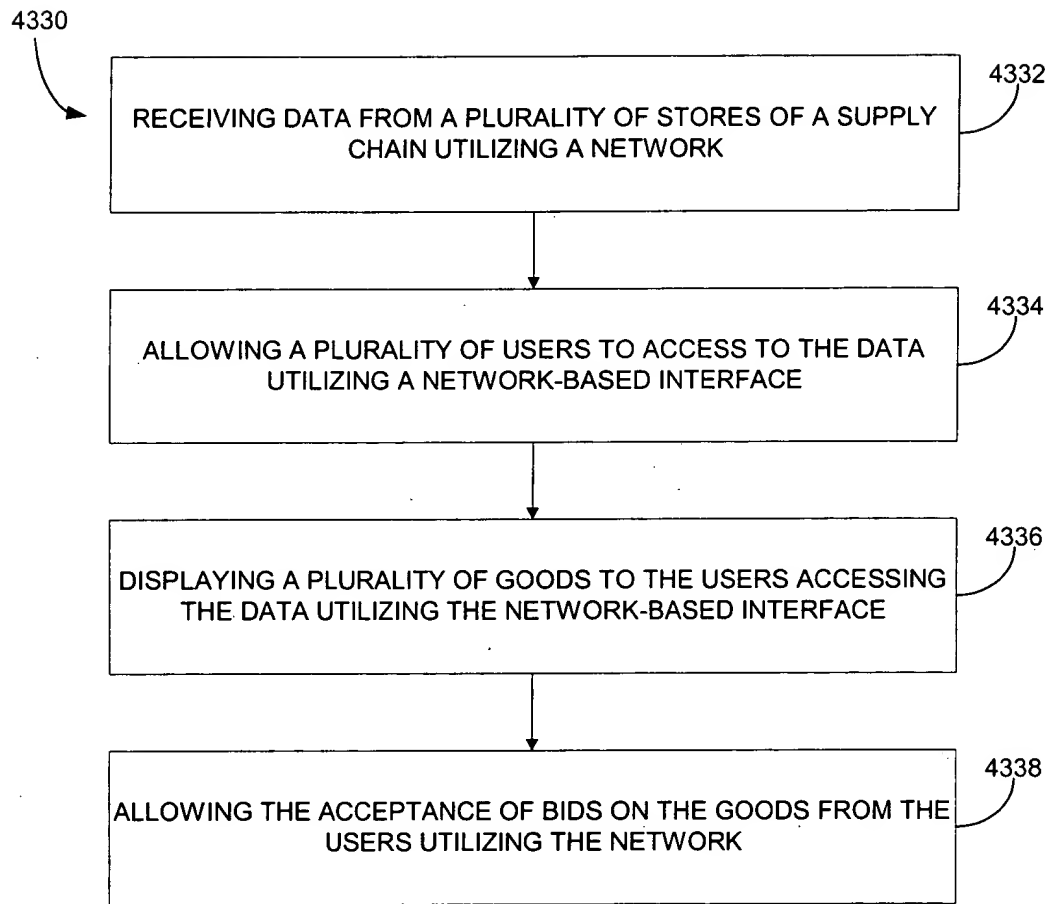 4330
4332
RECEIVING DATA FROM A PLURALITY OF STORES OF A SUPPLY
CHAIN UTILIZING A NETWORK
4334
ALLOWING A PLURALITY OF USERS TO ACCESS TO THE DATA
UTILIZING A NETWORK-BASED INTERFACE
4336
DISPLAYING A PLURALITY OF GOODS TO THE USERS ACCESSING
THE DATA UTILIZING THE NETWORK-BASED INTERFACE
4338
ALLOWING THE ACCEPTANCE OF BIDS ON THE GOODS FROM THE
USERS UTILIZING THE NETWORK